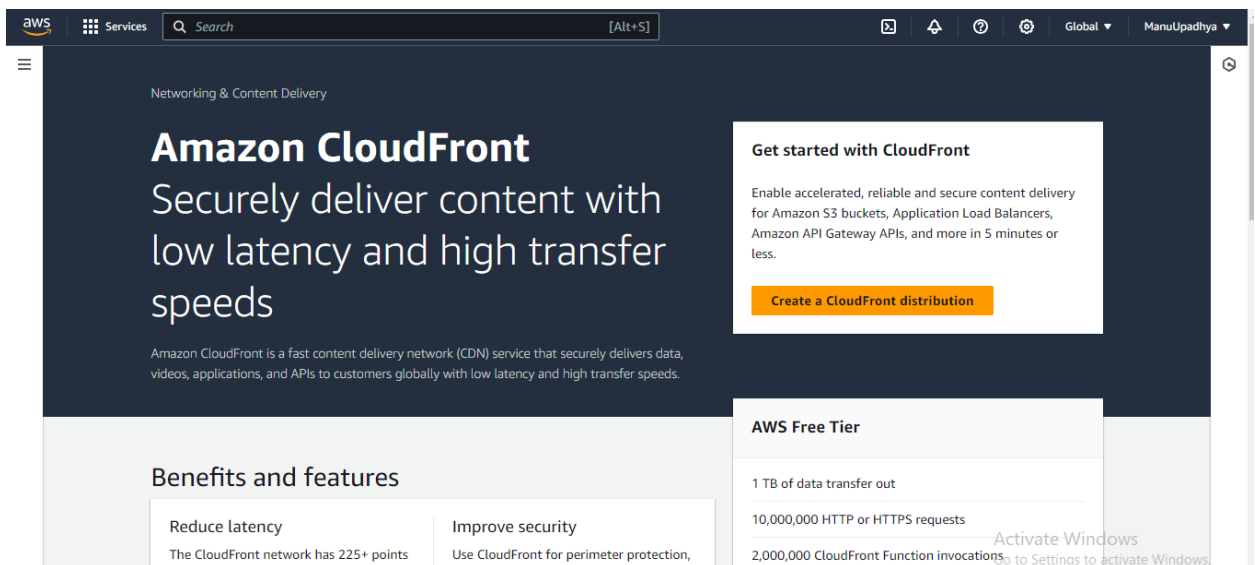 aws
Services
Search
[Alt+S]
Global
ManuUpadhya
Networking & Content Delivery
Amazon CloudFront
Securely deliver content with
low latency and high transfer
speeds
Amazon CloudFront is a fast content delivery network (CDN) service that securely delivers data,
videos, applications, and APIs to customers globally with low latency and high transfer speeds.
Get started with CloudFront
Enable accelerated, reliable and secure content delivery
for Amazon S3 buckets, Application Load Balancers,
Amazon API Gateway APIs, and more in 5 minutes or
less.
Create a CloudFront distribution
AWS Free Tier
1 TB of data transfer out
10,000,000 HTTP or HTTPS requests
2,000,000 CloudFront Function invocations
Benefits and features
Reduce latency
The CloudFront network has 225+ points
Improve security
Use CloudFront for perimeter protection,
Activate Windows
Go to Settings to activate Windows.